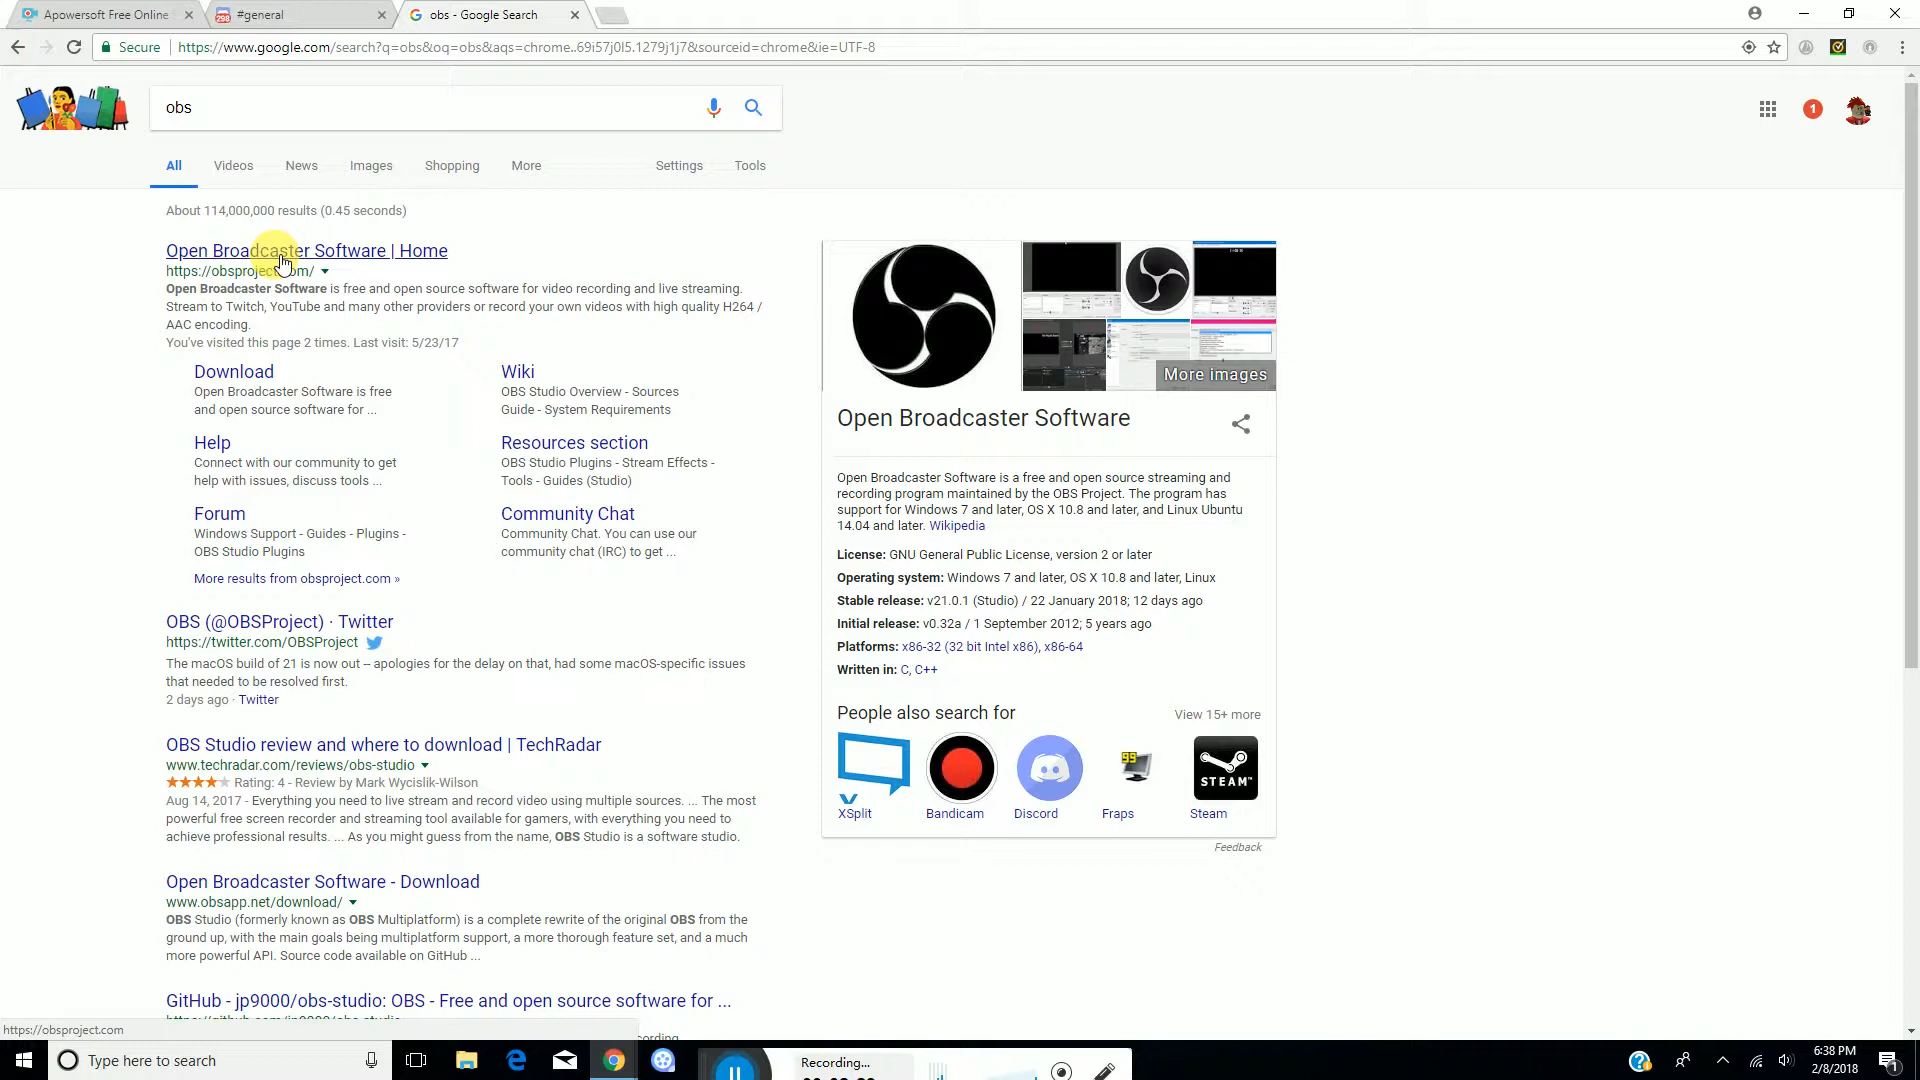 Apowersoft Free Online
298
#general
obs - Google Search
Secure
https://www.google.com/search?q=obs&oq=obs&aqs=chrome..69i57j0l5.1279j1j7&sourceid=chrome&ie=UTF-8
obs
1
All
Videos
News
Images
Shopping
More
Settings
Tools
About 114,000,000 results (0.45 seconds)
Open Broadcaster Software | Home
https://obsproject.com/
Open Broadcaster Software is free and open source software for video recording and live streaming.
Stream to Twitch, YouTube and many other providers or record your own videos with high quality H264 /
AAC encoding.
You've visited this page 2 times. Last visit: 5/23/17
Download
Open Broadcaster Software is free
and open source software for ...
Wiki
OBS Studio Overview - Sources
Guide - System Requirements
Help
Connect with our community to get
help with issues, discuss tools ...
Resources section
OBS Studio Plugins - Stream Effects -
Tools - Guides (Studio)
Forum
Windows Support - Guides - Plugins -
OBS Studio Plugins
Community Chat
Community Chat. You can use our
community chat (IRC) to get ...
More results from obsproject.com »
OBS (@OBSProject) · Twitter
https://twitter.com/OBSProject
The macOS build of 21 is now out – apologies for the delay on that, had some macOS-specific issues
that needed to be resolved first.
2 days ago · Twitter
OBS Studio review and where to download | TechRadar
www.techradar.com/reviews/obs-studio
Rating: 4 - Review by Mark Wycislik-Wilson
Aug 14, 2017 - Everything you need to live stream and record video using multiple sources. ... The most
powerful free screen recorder and streaming tool available for gamers, with everything you need to
achieve professional results. ... As you might guess from the name, OBS Studio is a software studio.
Open Broadcaster Software - Download
www.obsapp.net/download/
OBS Studio (formerly known as OBS Multiplatform) is a complete rewrite of the original OBS from the
ground up, with the main goals being multiplatform support, a more thorough feature set, and a much
more powerful API. Source code available on GitHub ...
GitHub - jp9000/obs-studio: OBS - Free and open source software for ...
More images
Open Broadcaster Software
Open Broadcaster Software is a free and open source streaming and
recording program maintained by the OBS Project. The program has
support for Windows 7 and later, OS X 10.8 and later, and Linux Ubuntu
14.04 and later. Wikipedia
License: GNU General Public License, version 2 or later
Operating system: Windows 7 and later, OS X 10.8 and later, Linux
Stable release: v21.0.1 (Studio) / 22 January 2018; 12 days ago
Initial release: v0.32a / 1 September 2012; 5 years ago
Platforms: x86-32 (32 bit Intel x86), x86-64
Written in: C, C++
People also search for
View 15+ more
99
STEAM™
XSplit
Bandicam
Discord
Fraps
Steam
Feedback
https://obsproject.com
Type here to search
Recording...
6:38 PM
2/8/2018
1